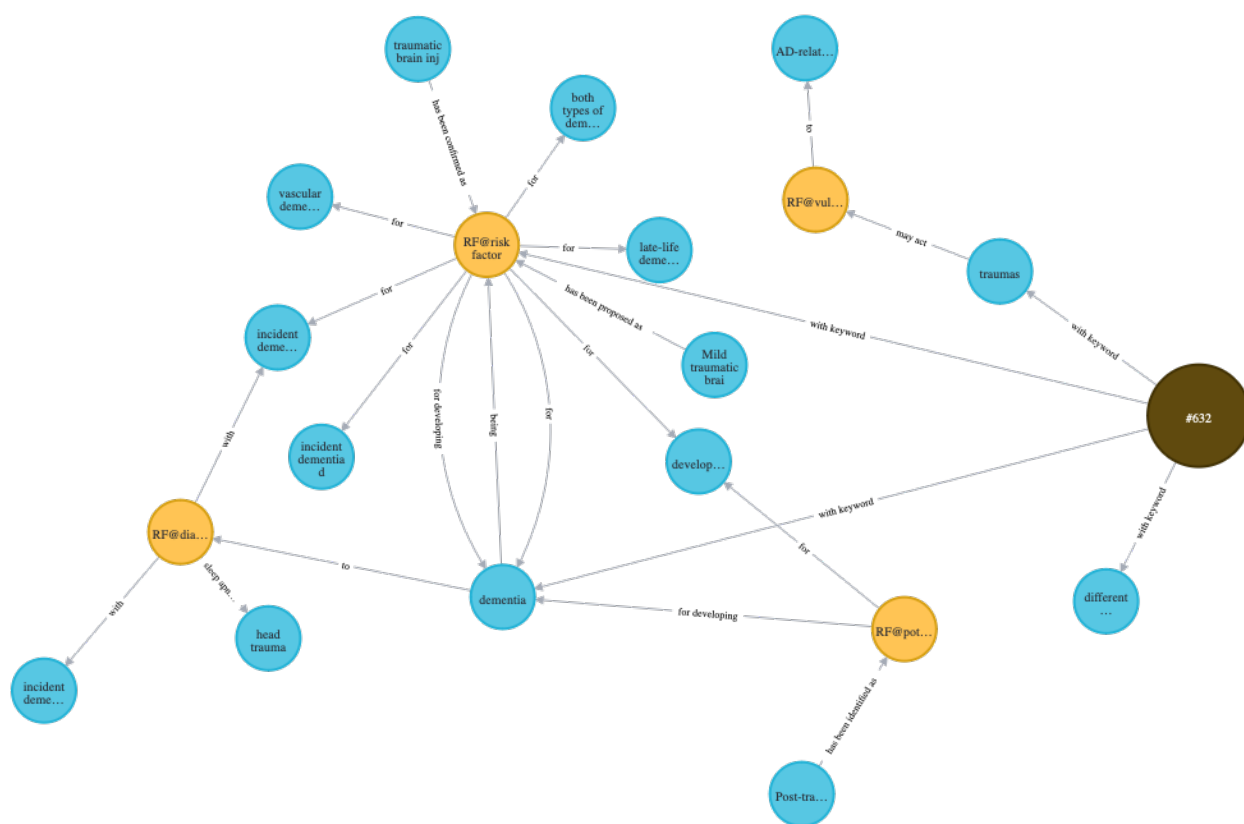 traumatic
brain inj
AD-relat…
both
types of
dem…
has been confirmed as
to
for
vascular
deme…
RF@vul…
for
RF@risk
factor
for
late-life
deme…
may act
traumas
for
has been proposed as
with keyword
with keyword
incident
deme…
for
for
Mild
traumatic
brai
for developing
being
for
#632
with
incident
dementia
d
develop…
with keyword
with keyword
RF@dia…
for
to
sleep apn…
with
dementia
for developing
different
…
head
trauma
RF@pot…
incident
deme…
has been identified as
Post-tra…